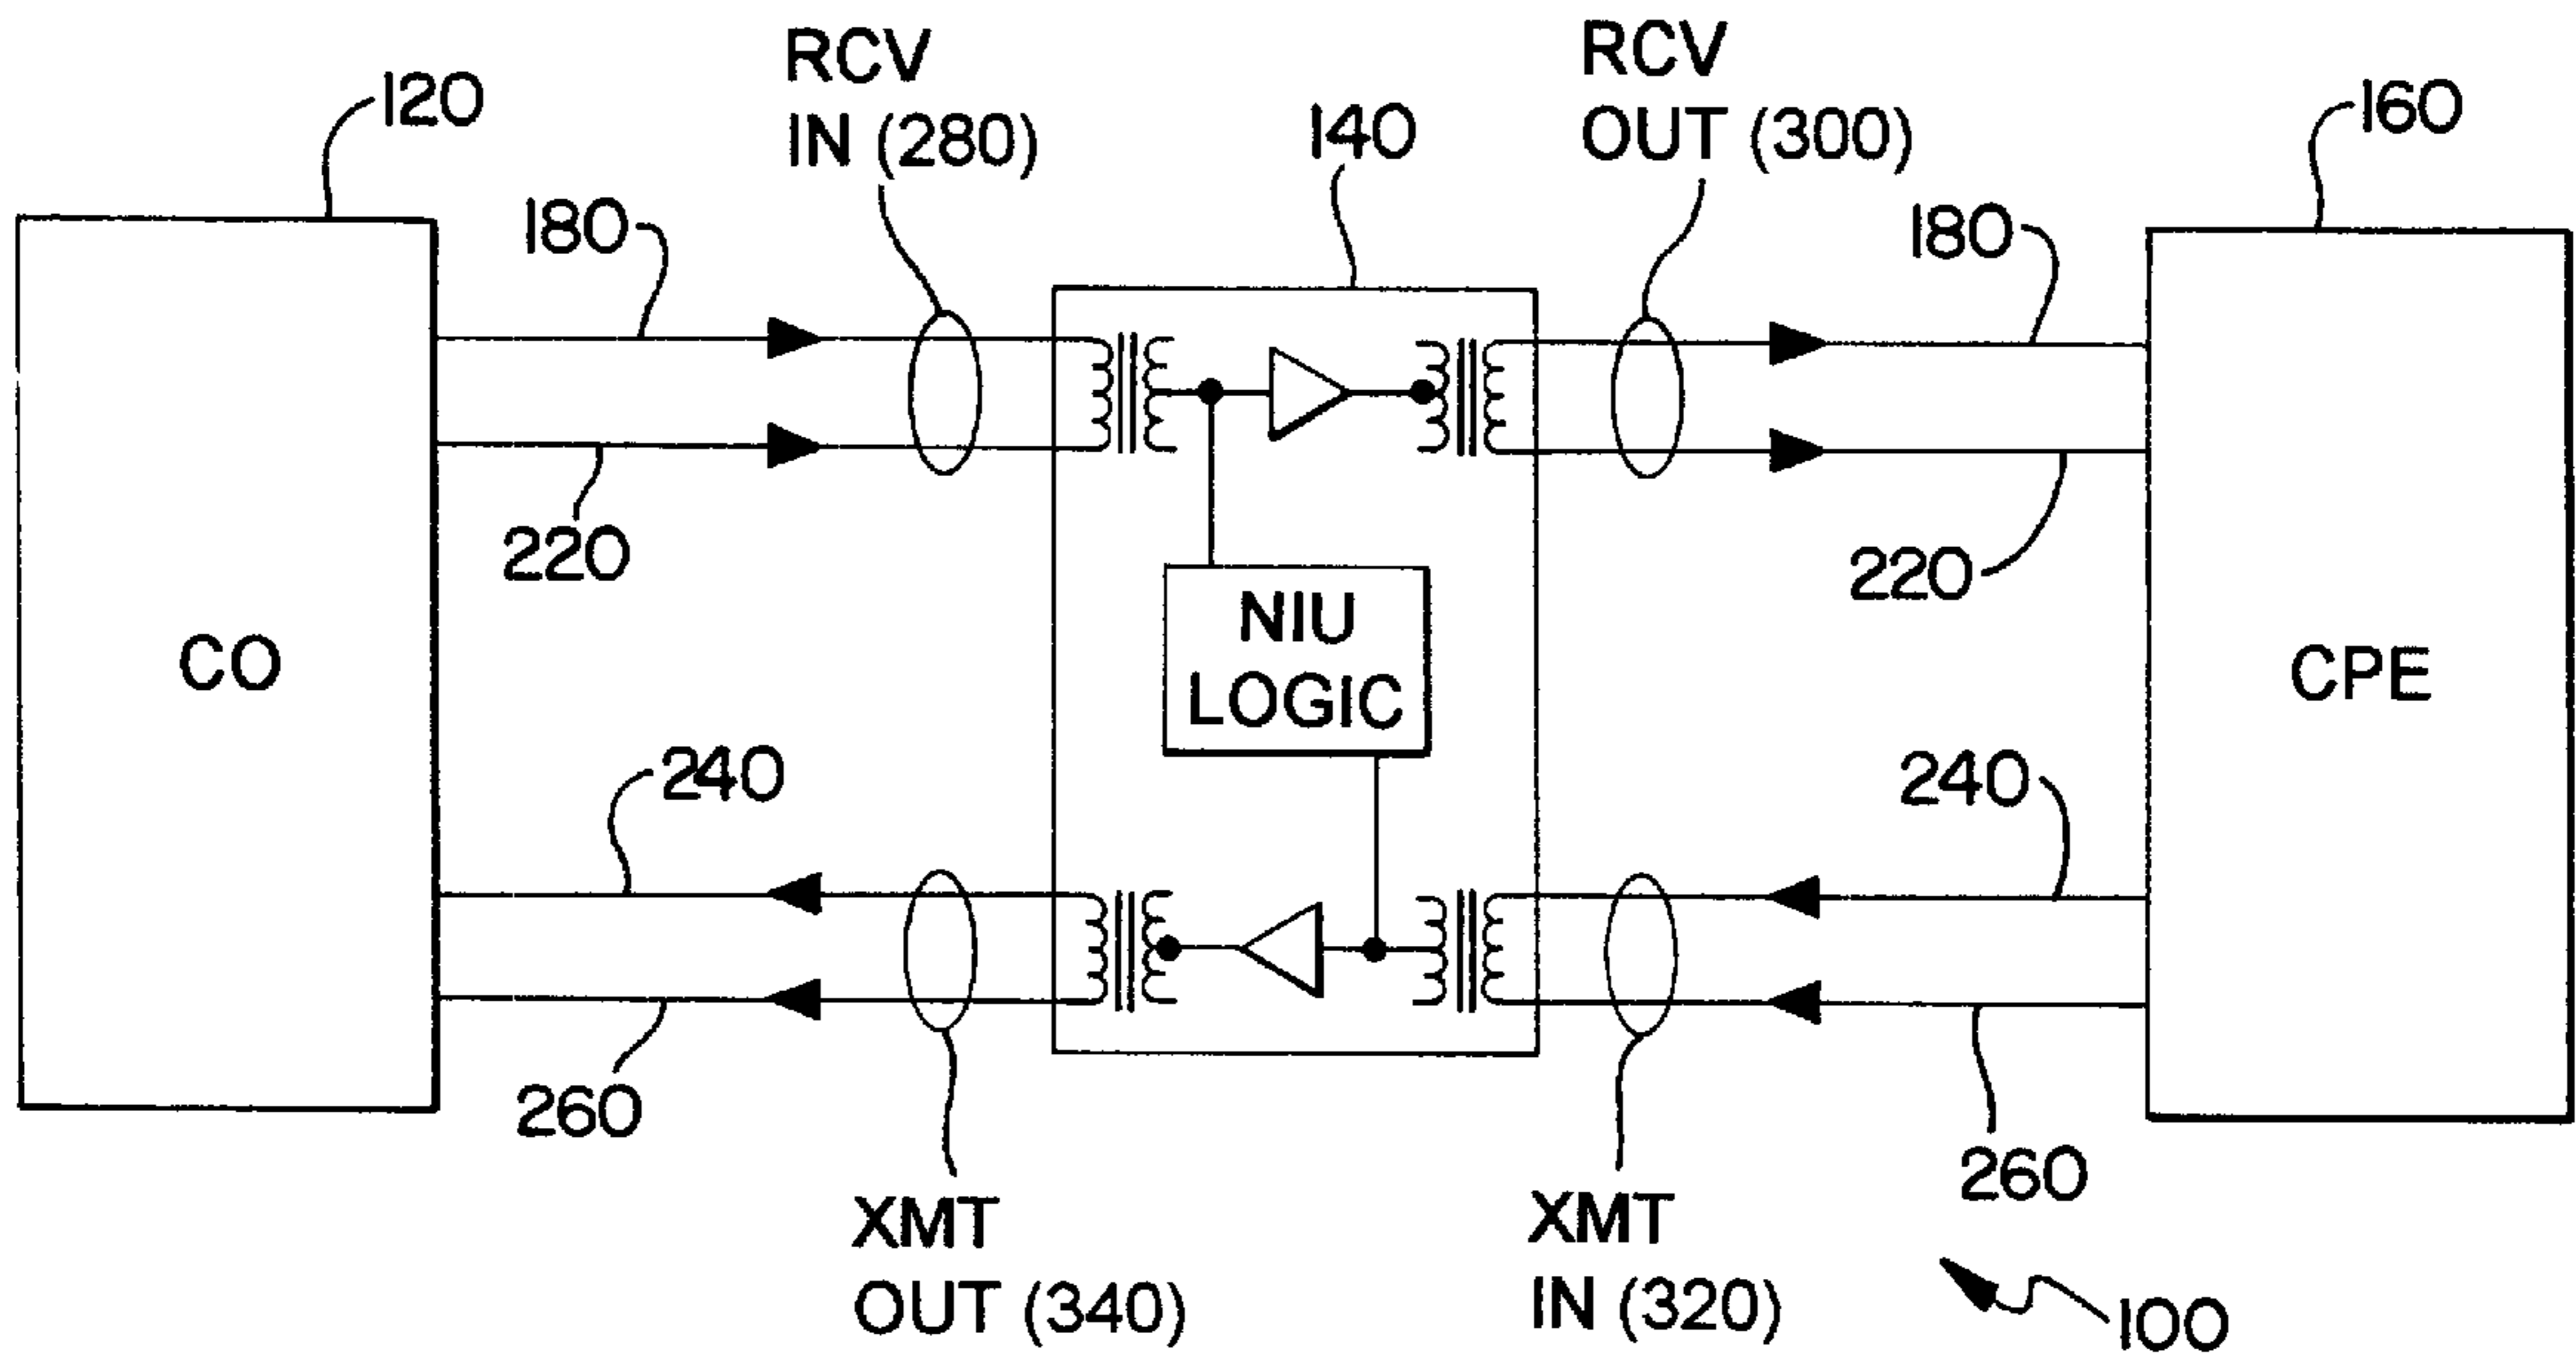 RCV
IN (280)
RCV
OUT (300)
120
140
160
180
180
220
220
NIU
LOGIC
CO
CPE
240
240
260
260
XMT
OUT (340)
XMT
IN (320)
100